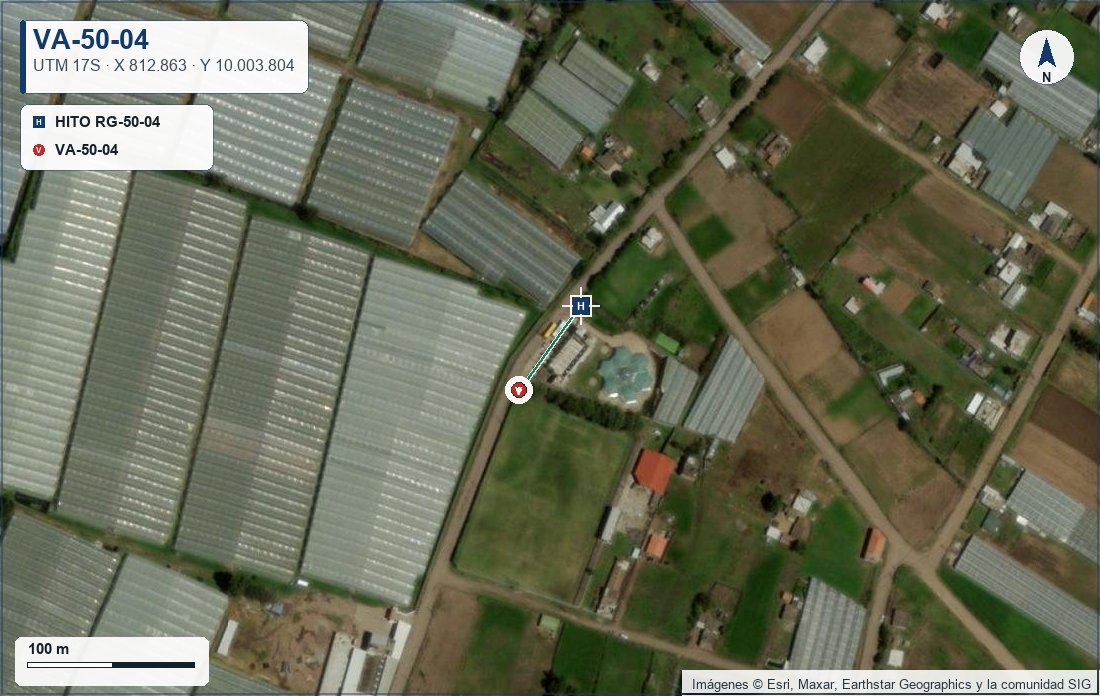 VA-50-04
UTM 17S · X 812.863 · Y 10.003.804
H HITO RG-50-04
V VA-50-04
N
H
V
100 m
Imágenes © Esri, Maxar, Earthstar Geographics y la comunidad SIG